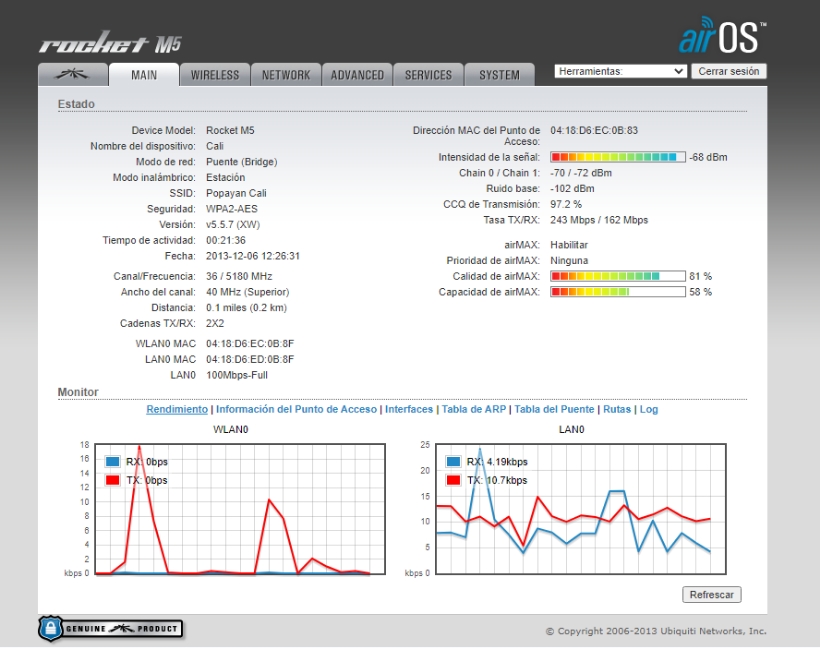 rocket M5
airOS™
MAIN WIRELESS NETWORK ADVANCED SERVICES SYSTEM Herramientas: Cerrar sesión
Estado
Device Model: Rocket M5
Nombre del dispositivo: Cali
Modo de red: Puente (Bridge)
Modo inalámbrico: Estación
SSID: Popayan Cali
Seguridad: WPA2-AES
Versión: v5.5.7 (XW)
Tiempo de actividad: 00:21:36
Fecha: 2013-12-06 12:26:31
Canal/Frecuencia: 36 / 5180 MHz
Ancho del canal: 40 MHz (Superior)
Distancia: 0.1 miles (0.2 km)
Cadenas TX/RX: 2X2
WLAN0 MAC 04:18:D6:EC:0B:8F
LAN0 MAC 04:18:D6:ED:0B:8F
LAN0 100Mbps-Full
Dirección MAC del Punto de 04:18:D6:EC:0B:83
Acceso:
Intensidad de la señal: -68 dBm
Chain 0 / Chain 1: -70 / -72 dBm
Ruido base: -102 dBm
CCQ de Transmisión: 97.2 %
Tasa TX/RX: 243 Mbps / 162 Mbps
airMAX: Habilitar
Prioridad de airMAX: Ninguna
Calidad de airMAX: 81 %
Capacidad de airMAX: 58 %
Monitor
Rendimiento | Información del Punto de Acceso | Interfaces | Tabla de ARP | Tabla del Puente | Rutas | Log
WLAN0
18
16
14
12
10
8
6
4
2
kbps 0
RX: 0bps
TX: 0bps
LAN0
25
20
15
10
5
kbps 0
RX: 4.19kbps
TX: 10.7kbps
Refrescar
GENUINE PRODUCT
© Copyright 2006-2013 Ubiquiti Networks, Inc.